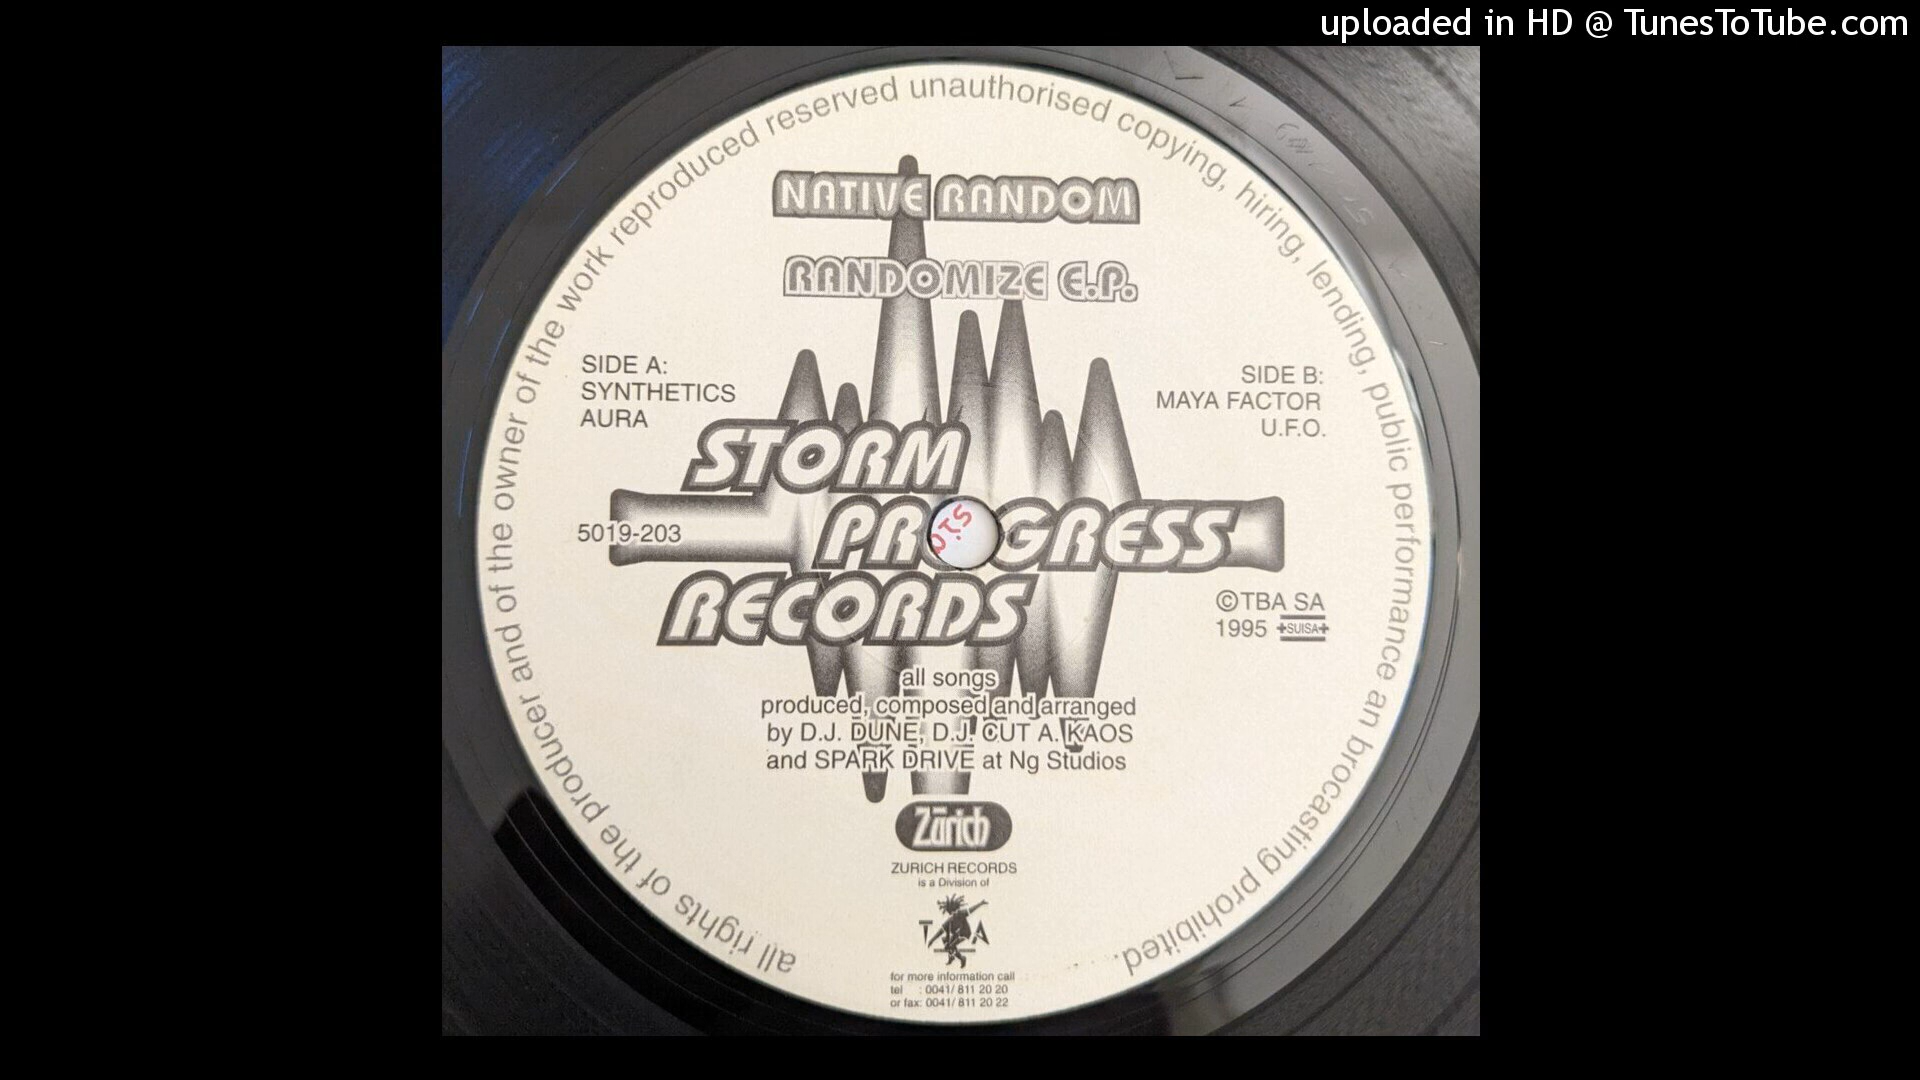 uploaded in HD @ TunesToTube.com
all rights of the producer and of the owner of the work reproduced reserved unauthorised copying, hiring, lending, public performance an brocasting prohibited.
NATIVE RANDOM
RANDOMIZE E.P.
SIDE A:
SYNTHETICS
AURA
SIDE B:
MAYA FACTOR
U.F.O.
STORM
PROGRESS
RECORDS
5019-203
©TBA SA
1995 +SUISA+
all songs
produced, composed and arranged
by D.J. DUNE, D.J. CUT A. KAOS
and SPARK DRIVE at Ng Studios
Zürich
ZURICH RECORDS
is a Division of
TBA
for more information call
tel : 0041/ 811 20 20
or fax: 0041/ 811 20 22